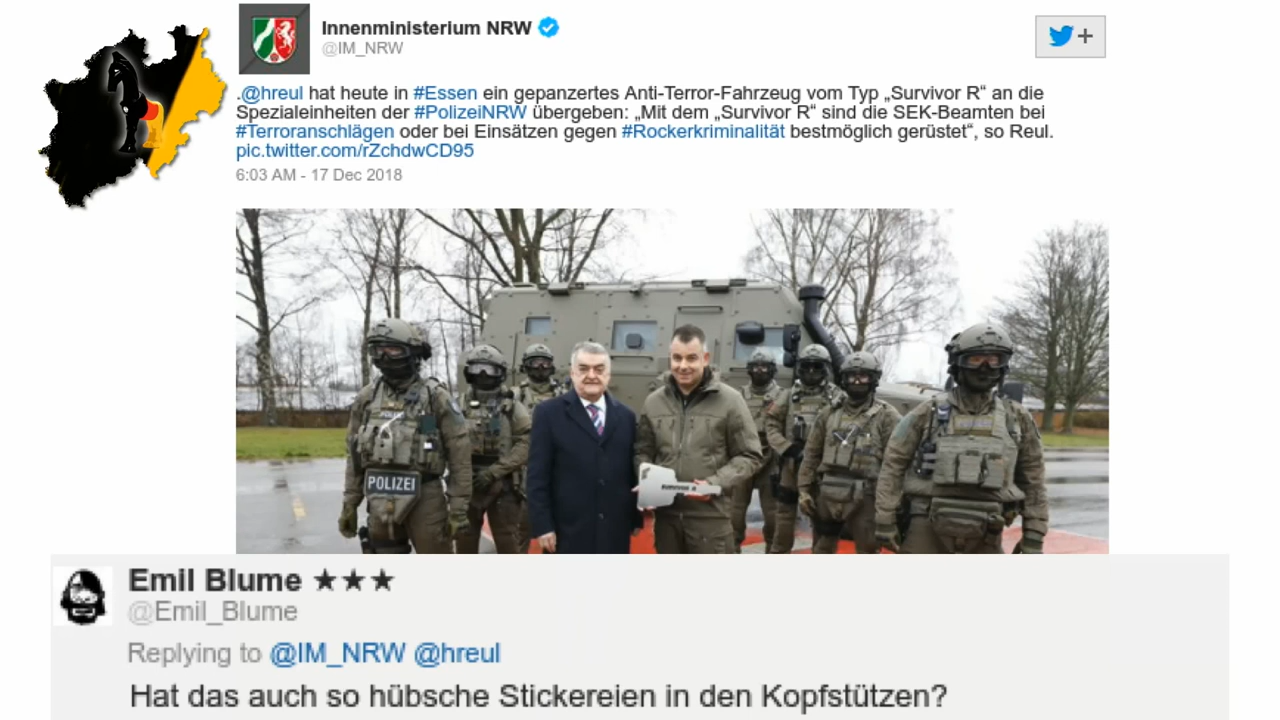 Innenministerium NRW
@IM_NRW
.@hreul hat heute in #Essen ein gepanzertes Anti-Terror-Fahrzeug vom Typ „Survivor R“ an die
Spezialeinheiten der #PolizeiNRW übergeben: „Mit dem „Survivor R“ sind die SEK-Beamten bei
#Terroranschlägen oder bei Einsätzen gegen #Rockerkriminalität bestmöglich gerüstet“, so Reul.
pic.twitter.com/rZchdwCD95
6:03 AM - 17 Dec 2018
POLIZEI
SURVIVOR R
Emil Blume ★★★
@Emil_Blume
Replying to @IM_NRW @hreul
Hat das auch so hübsche Stickereien in den Kopfstützen?